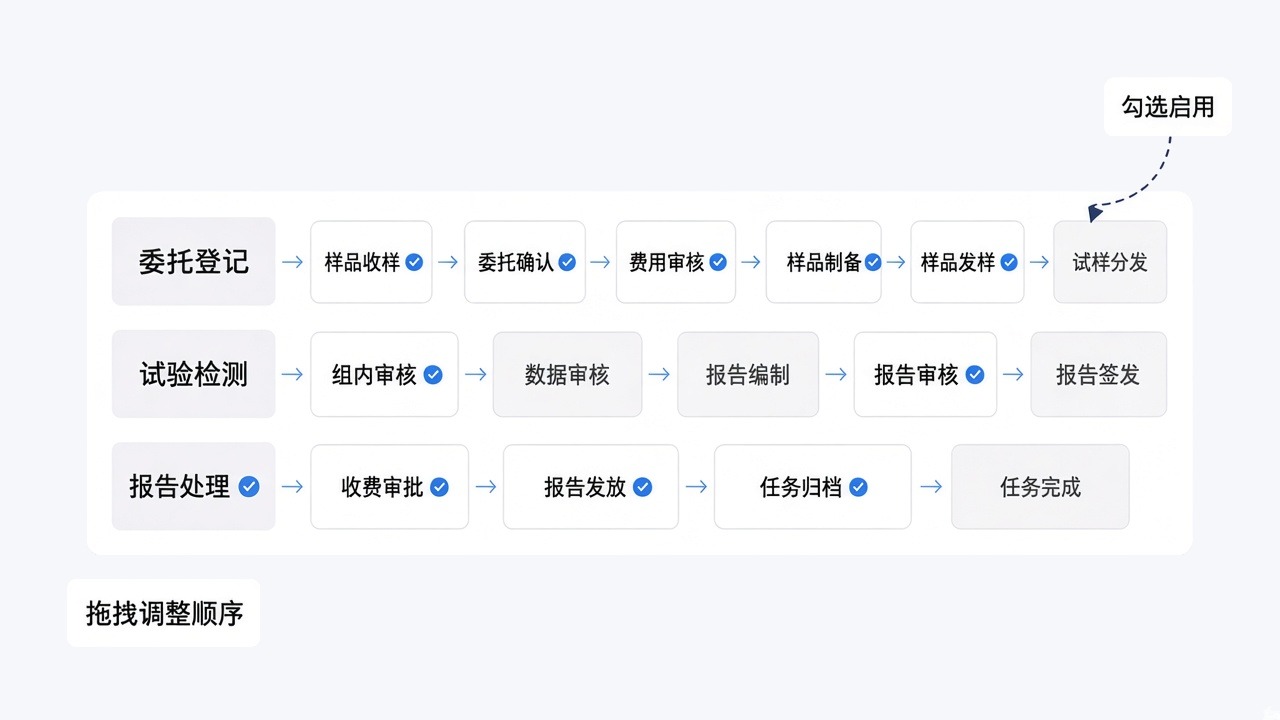 勾选启用
委托登记
样品收样
委托确认
费用审核
样品制备
样品发样
试样分发
试验检测
组内审核
数据审核
报告编制
报告审核
报告签发
报告处理
收费审批
报告发放
任务归档
任务完成
拖拽调整顺序